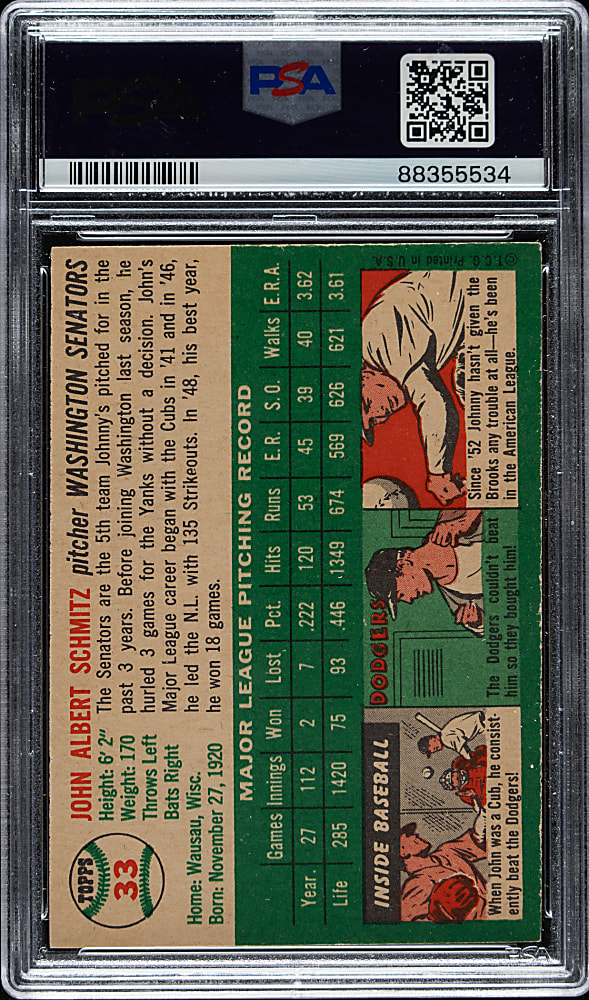 PSA
88355534
TOPPS
33
JOHN ALBERT SCHMITZ pitcher WASHINGTON SENATORS
Height: 6' 2"
Weight: 170
Throws Left
Bats Right
Home: Wausau, Wisc.
Born: November 27, 1920
The Senators are the 5th team Johnny's pitched for in the
past 3 years. Before joining Washington last season, he
hurled 3 games for the Yanks without a decision. John's
Major League career began with the Cubs in '41 and in '46,
he led the N.L. with 135 Strikeouts. In '48, his best year,
he won 18 games.
MAJOR LEAGUE PITCHING RECORD
Games Innings Won Lost Pct. Hits Runs E.R. S.O. Walks E.R.A.
Year 27 112 2 7 .222 120 53 45 39 40 3.62
Life 285 1420 75 93 .446 1349 674 569 626 621 3.61
INSIDE BASEBALL
When John was a Cub, he consist-
ently beat the Dodgers!
DODGERS
The Dodgers couldn't beat
him so they bought him!
Since '52 Johnny hasn't given the
Brooks any trouble at all—he's been
in the American League.
© T.C.G. Printed in U.S.A.
PSA